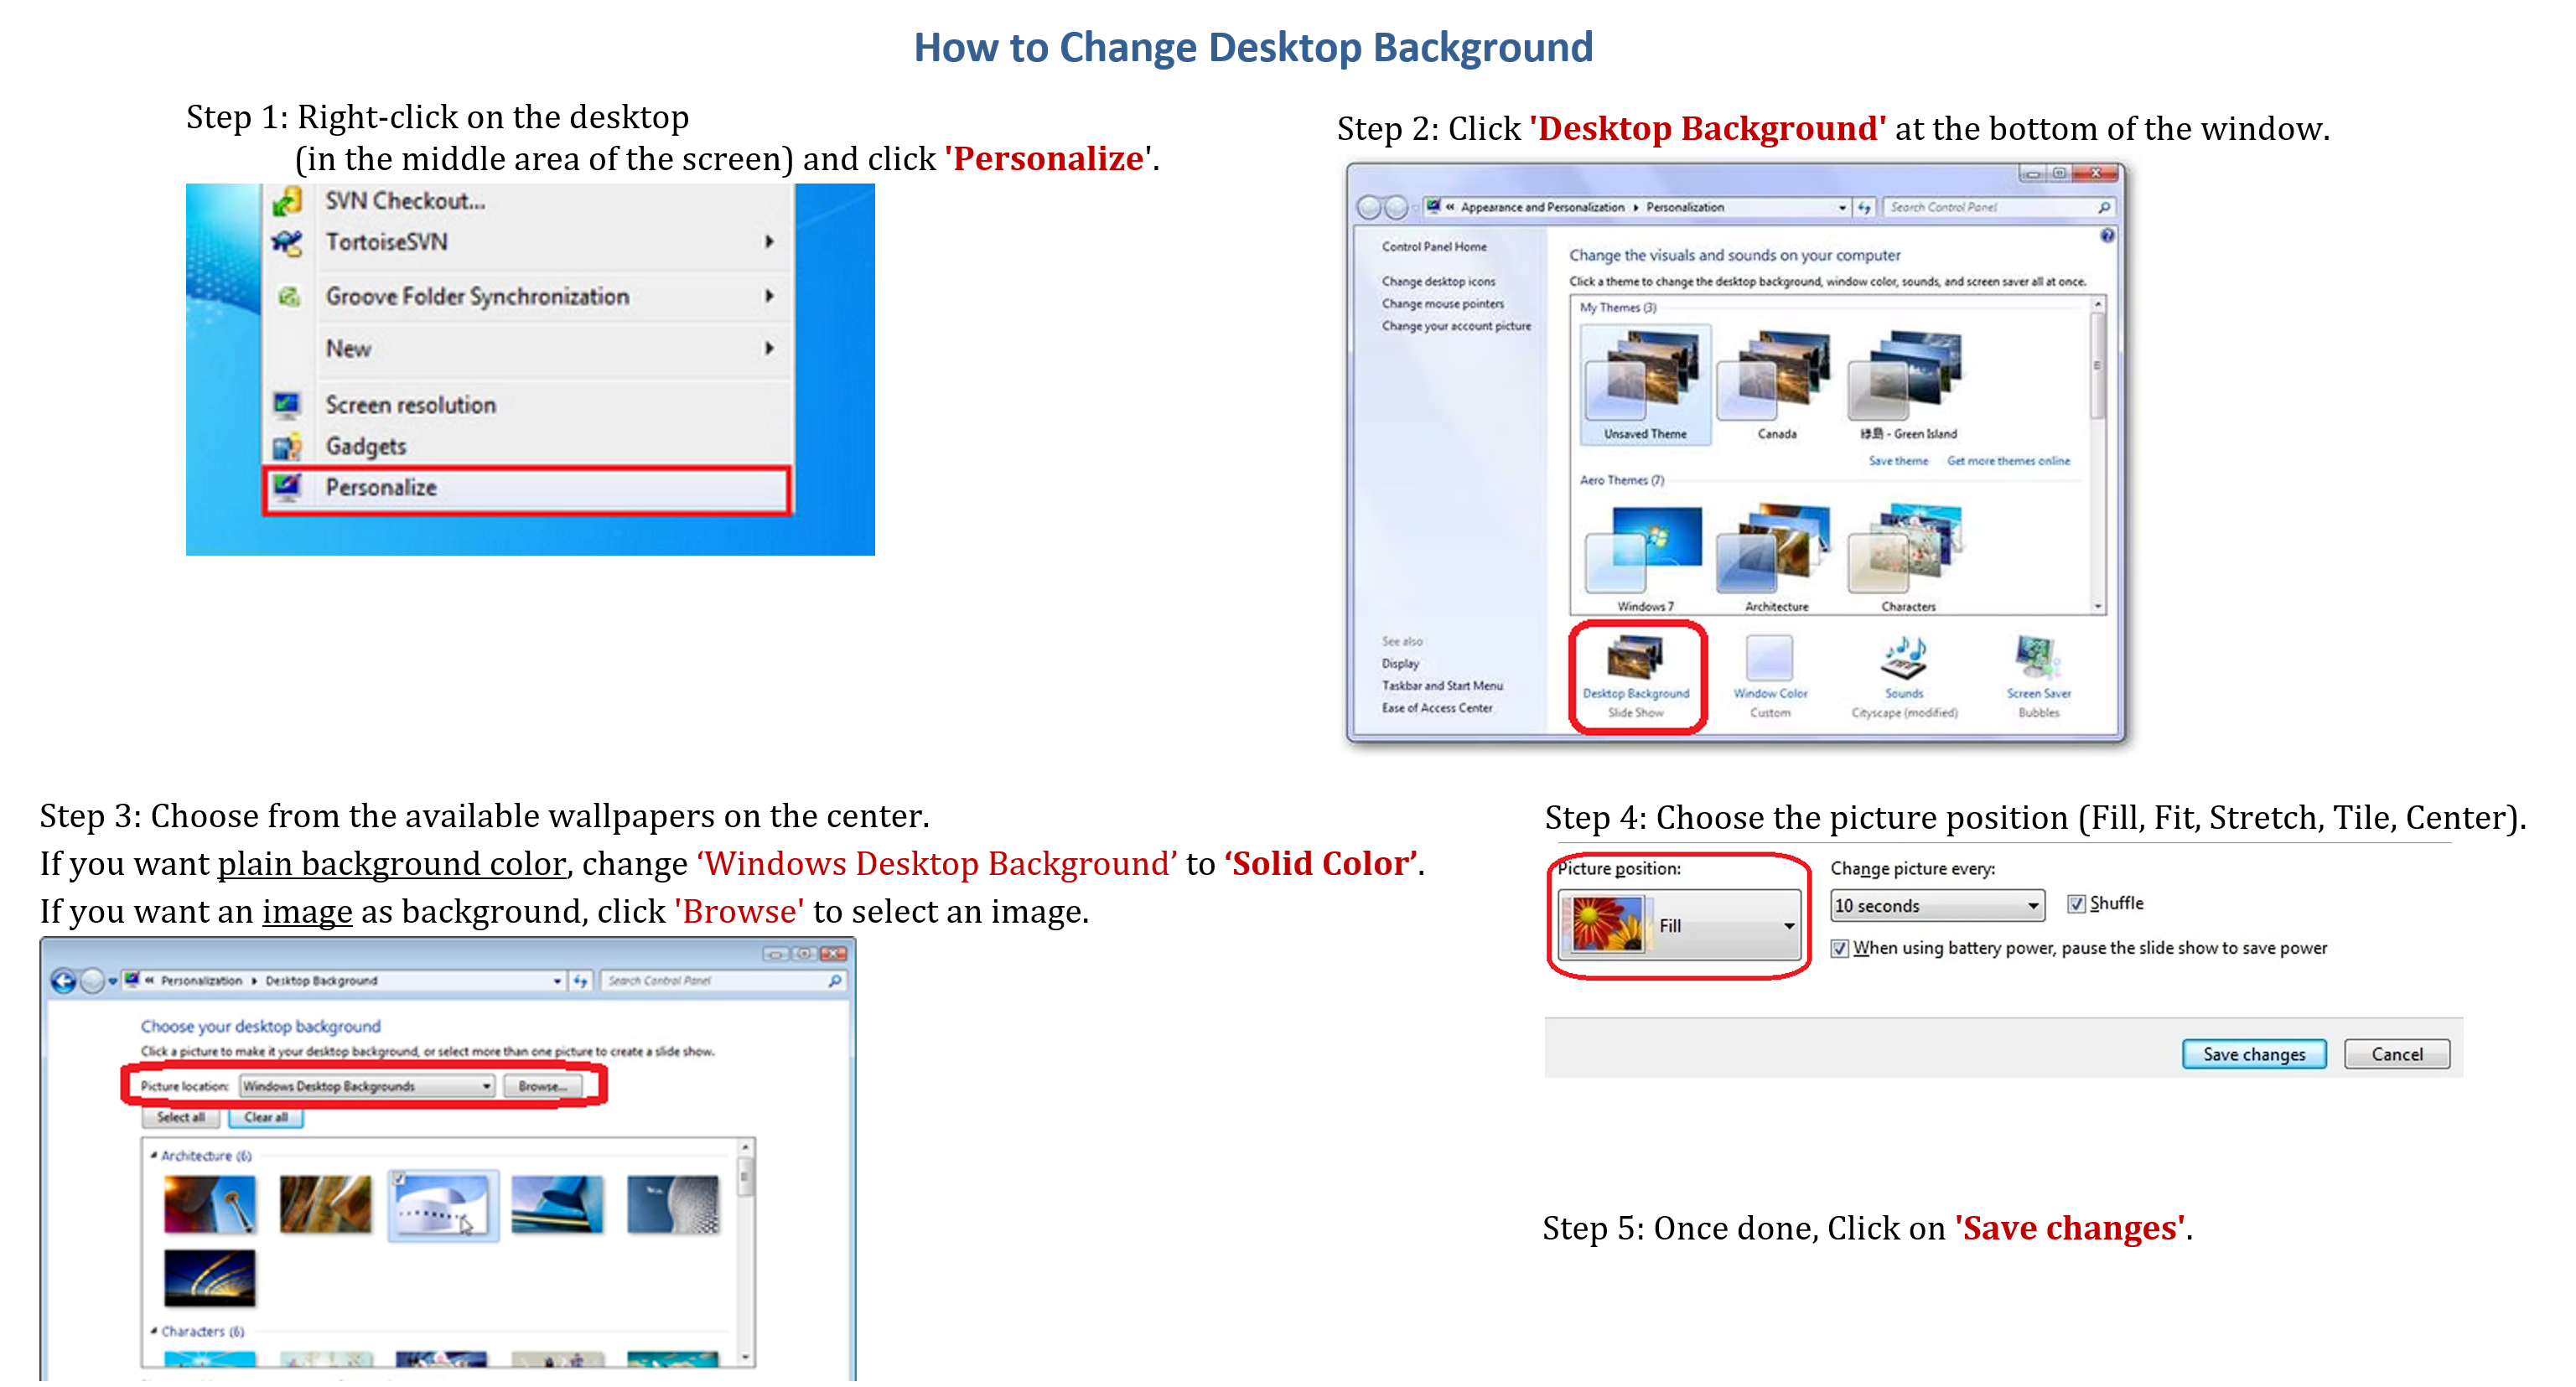 How to Change Desktop Background
Step 1: Right-click on the desktop
(in the middle area of the screen) and click 'Personalize'.
SVN Checkout...
TortoiseSVN
Groove Folder Synchronization
New
Screen resolution
Gadgets
Personalize
Step 2: Click 'Desktop Background' at the bottom of the window.
« Appearance and Personalization Personalization
Search Control Panel
Control Panel Home
Change desktop icons
Change mouse pointers
Change your account picture
See also
Display
Taskbar and Start Menu
Ease of Access Center
Change the visuals and sounds on your computer
Click a theme to change the desktop background, window color, sounds, and screen saver all at once.
My Themes (3)
Unsaved Theme Canada 綠島 - Green Island
Save theme Get more themes online
Aero Themes (7)
Windows 7 Architecture Characters
Desktop Background Window Color Sounds Screen Saver
Slide Show Custom Cityscape (modified) Bubbles
Step 3: Choose from the available wallpapers on the center.
If you want plain background color, change ‘Windows Desktop Background’ to ‘Solid Color’.
If you want an image as background, click 'Browse' to select an image.
« Personalization Desktop Background
Search Control Panel
Choose your desktop background
Click a picture to make it your desktop background, or select more than one picture to create a slide show.
Picture location: Windows Desktop Backgrounds Browse...
Select all Clear all
Architecture (6)
Characters (6)
Step 4: Choose the picture position (Fill, Fit, Stretch, Tile, Center).
Picture position:
Fill
Change picture every:
10 seconds Shuffle
When using battery power, pause the slide show to save power
Save changes Cancel
Step 5: Once done, Click on 'Save changes'.